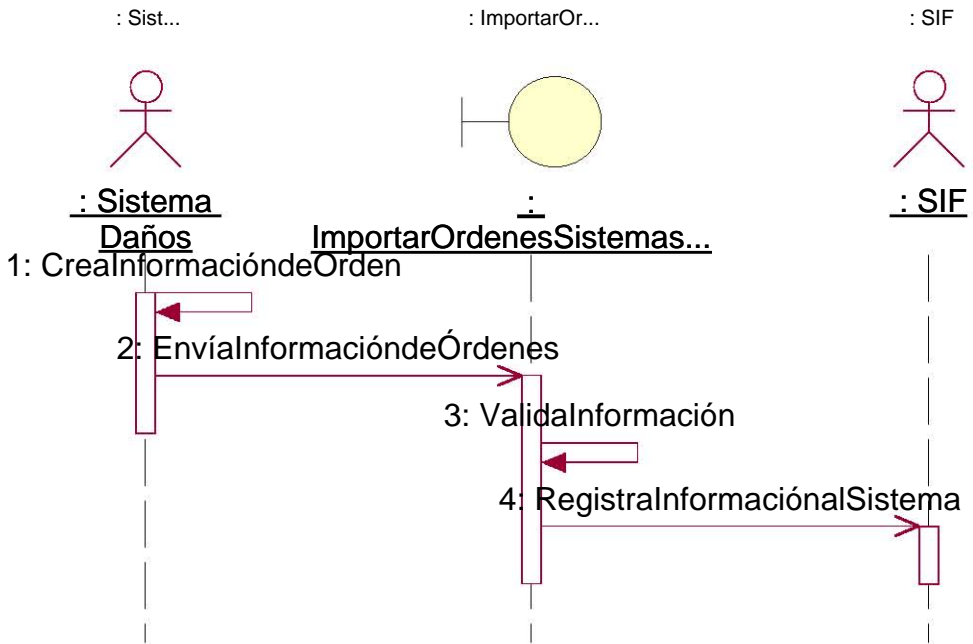 : Sist...
: ImportarOr...
: SIF
: Sistema
Daños
:
ImportarOrdenesSistemas...
: SIF
1: CreaInformacióndeOrden
2: EnvíaInformacióndeÓrdenes
3: ValidaInformación
4: RegistraInformaciónalSistema